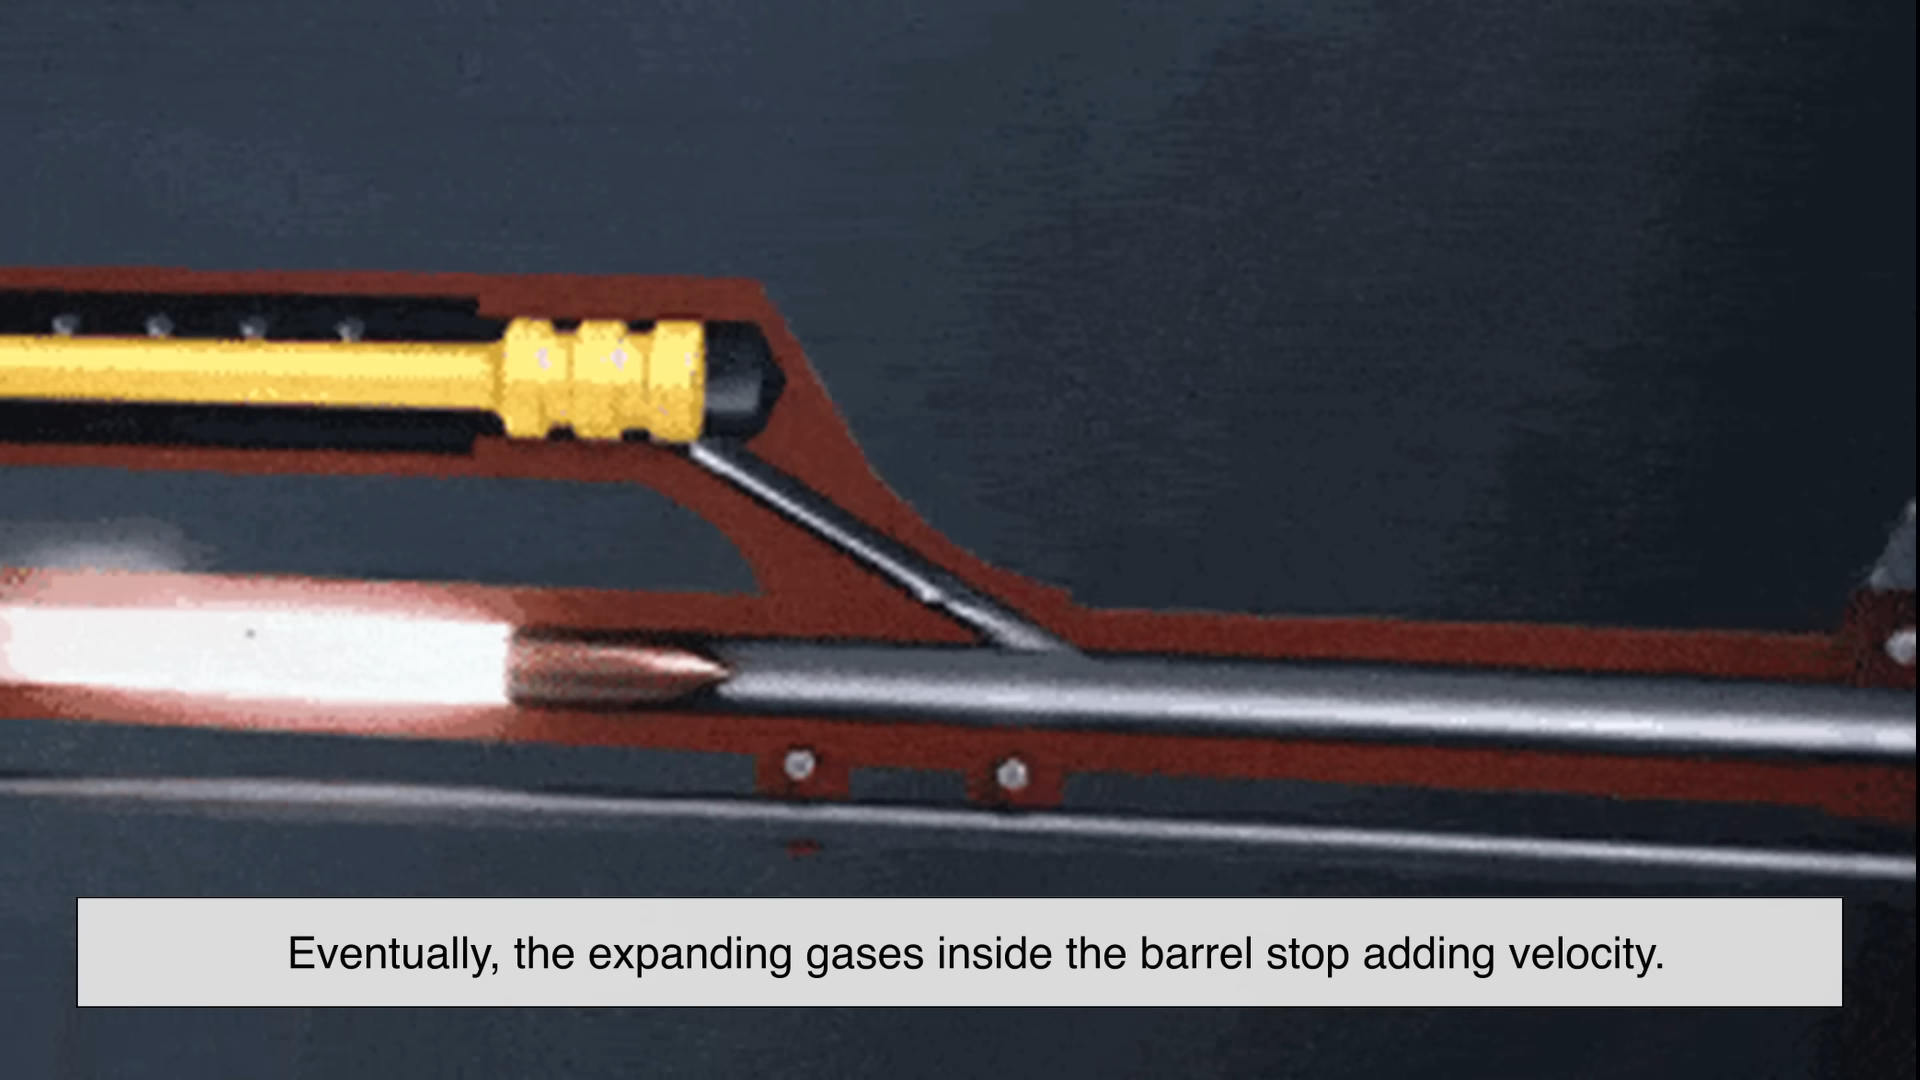 Eventually, the expanding gases inside the barrel stop adding velocity.